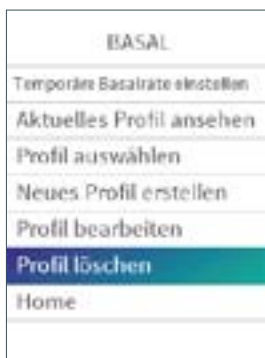 BASAL
Temporäre Basalrate einstellen
Aktuelles Profil ansehen
Profil auswählen
Neues Profil erstellen
Profil bearbeiten
Profil löschen
Home